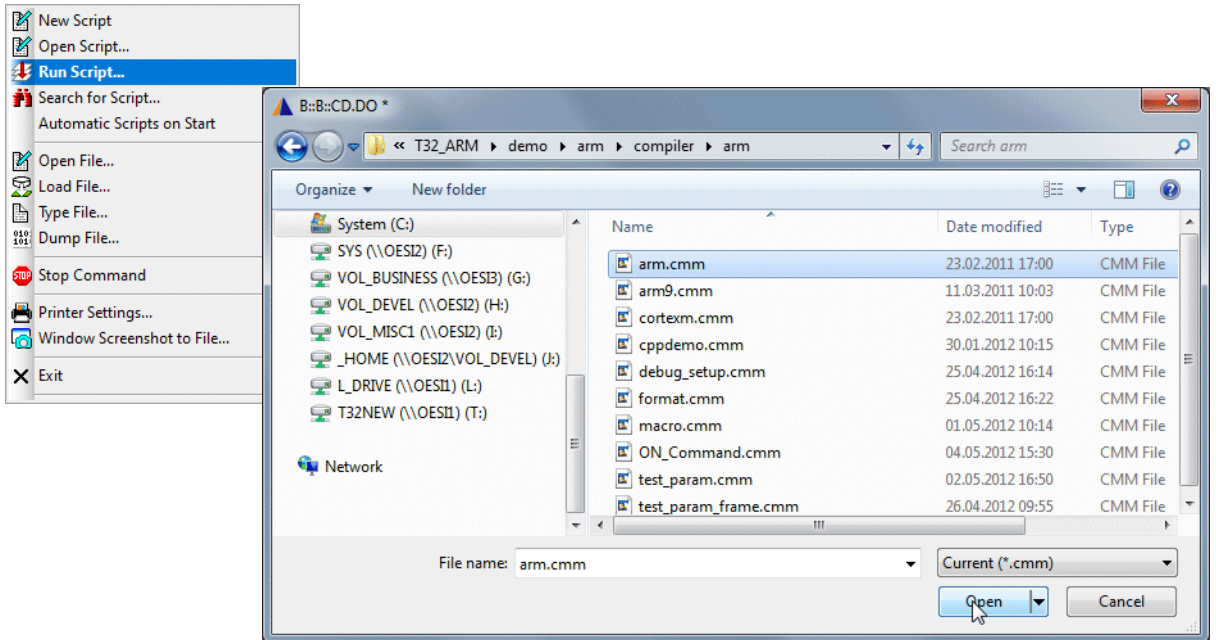 New Script
Open Script...
Run Script...
Search for Script...
Automatic Scripts on Start
Open File...
Load File...
Type File...
Dump File...
STOP Stop Command
Printer Settings...
Window Screenshot to File...
Exit
B::B::CD.DO *
« T32_ARM demo arm compiler arm
Search arm
Organize New folder
System (C:)
SYS (\\OESI2) (F:)
VOL_BUSINESS (\\OESI3) (G:)
VOL_DEVEL (\\OESI2) (H:)
VOL_MISC1 (\\OESI2) (I:)
_HOME (\\OESI2\VOL_DEVEL) (J:)
L_DRIVE (\\OESI1) (L:)
T32NEW (\\OESI1) (T:)
Network
Name Date modified Type
arm.cmm 23.02.2011 17:00 CMM File
arm9.cmm 11.03.2011 10:03 CMM File
cortexm.cmm 23.02.2011 17:00 CMM File
cppdemo.cmm 30.01.2012 10:15 CMM File
debug_setup.cmm 25.04.2012 16:14 CMM File
format.cmm 25.04.2012 16:22 CMM File
macro.cmm 01.05.2012 10:14 CMM File
ON_Command.cmm 04.05.2012 15:30 CMM File
test_param.cmm 02.05.2012 16:50 CMM File
test_param_frame.cmm 26.04.2012 09:55 CMM File
File name: arm.cmm Current (*.cmm)
Open Cancel